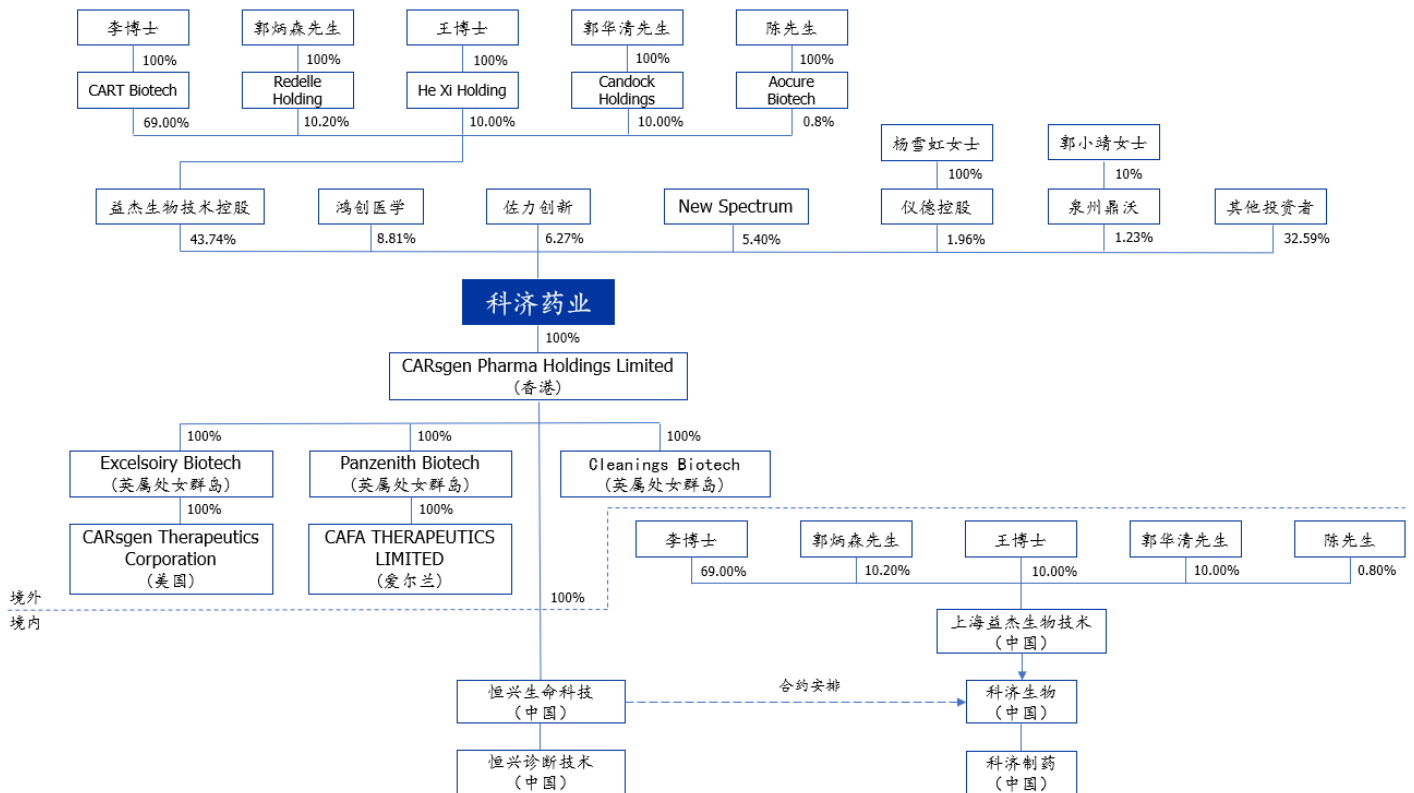 李博士
郭炳森先生
王博士
郭华清先生
陈先生
100%
100%
100%
100%
100%
CART Biotech
Redelle
Holding
He Xi Holding
Candock
Holdings
Aocure
Biotech
69.00%
10.20%
10.00%
10.00%
0.8%
杨雪虹女士
郭小靖女士
100%
10%
益杰生物技术控股
鸿创医学
佐力创新
New Spectrum
仪德控股
泉州鼎沃
其他投资者
43.74%
8.81%
6.27%
5.40%
1.96%
1.23%
32.59%
科济药业
100%
CARsgen Pharma Holdings Limited
(香港)
100%
100%
100%
Excelsoiry Biotech
(英属处女群岛)
Panzenith Biotech
(英属处女群岛)
Cleanings Biotech
(英属处女群岛)
100%
100%
CARsgen Therapeutics
Corporation
(美国)
CAFA THERAPEUTICS
LIMITED
(爱尔兰)
李博士
郭炳森先生
王博士
郭华清先生
陈先生
69.00%
10.20%
10.00%
10.00%
0.80%
境外
100%
境内
上海益杰生物技术
(中国)
恒兴生命科技
(中国)
合约安排
科济生物
(中国)
恒兴诊断技术
(中国)
科济制药
(中国)